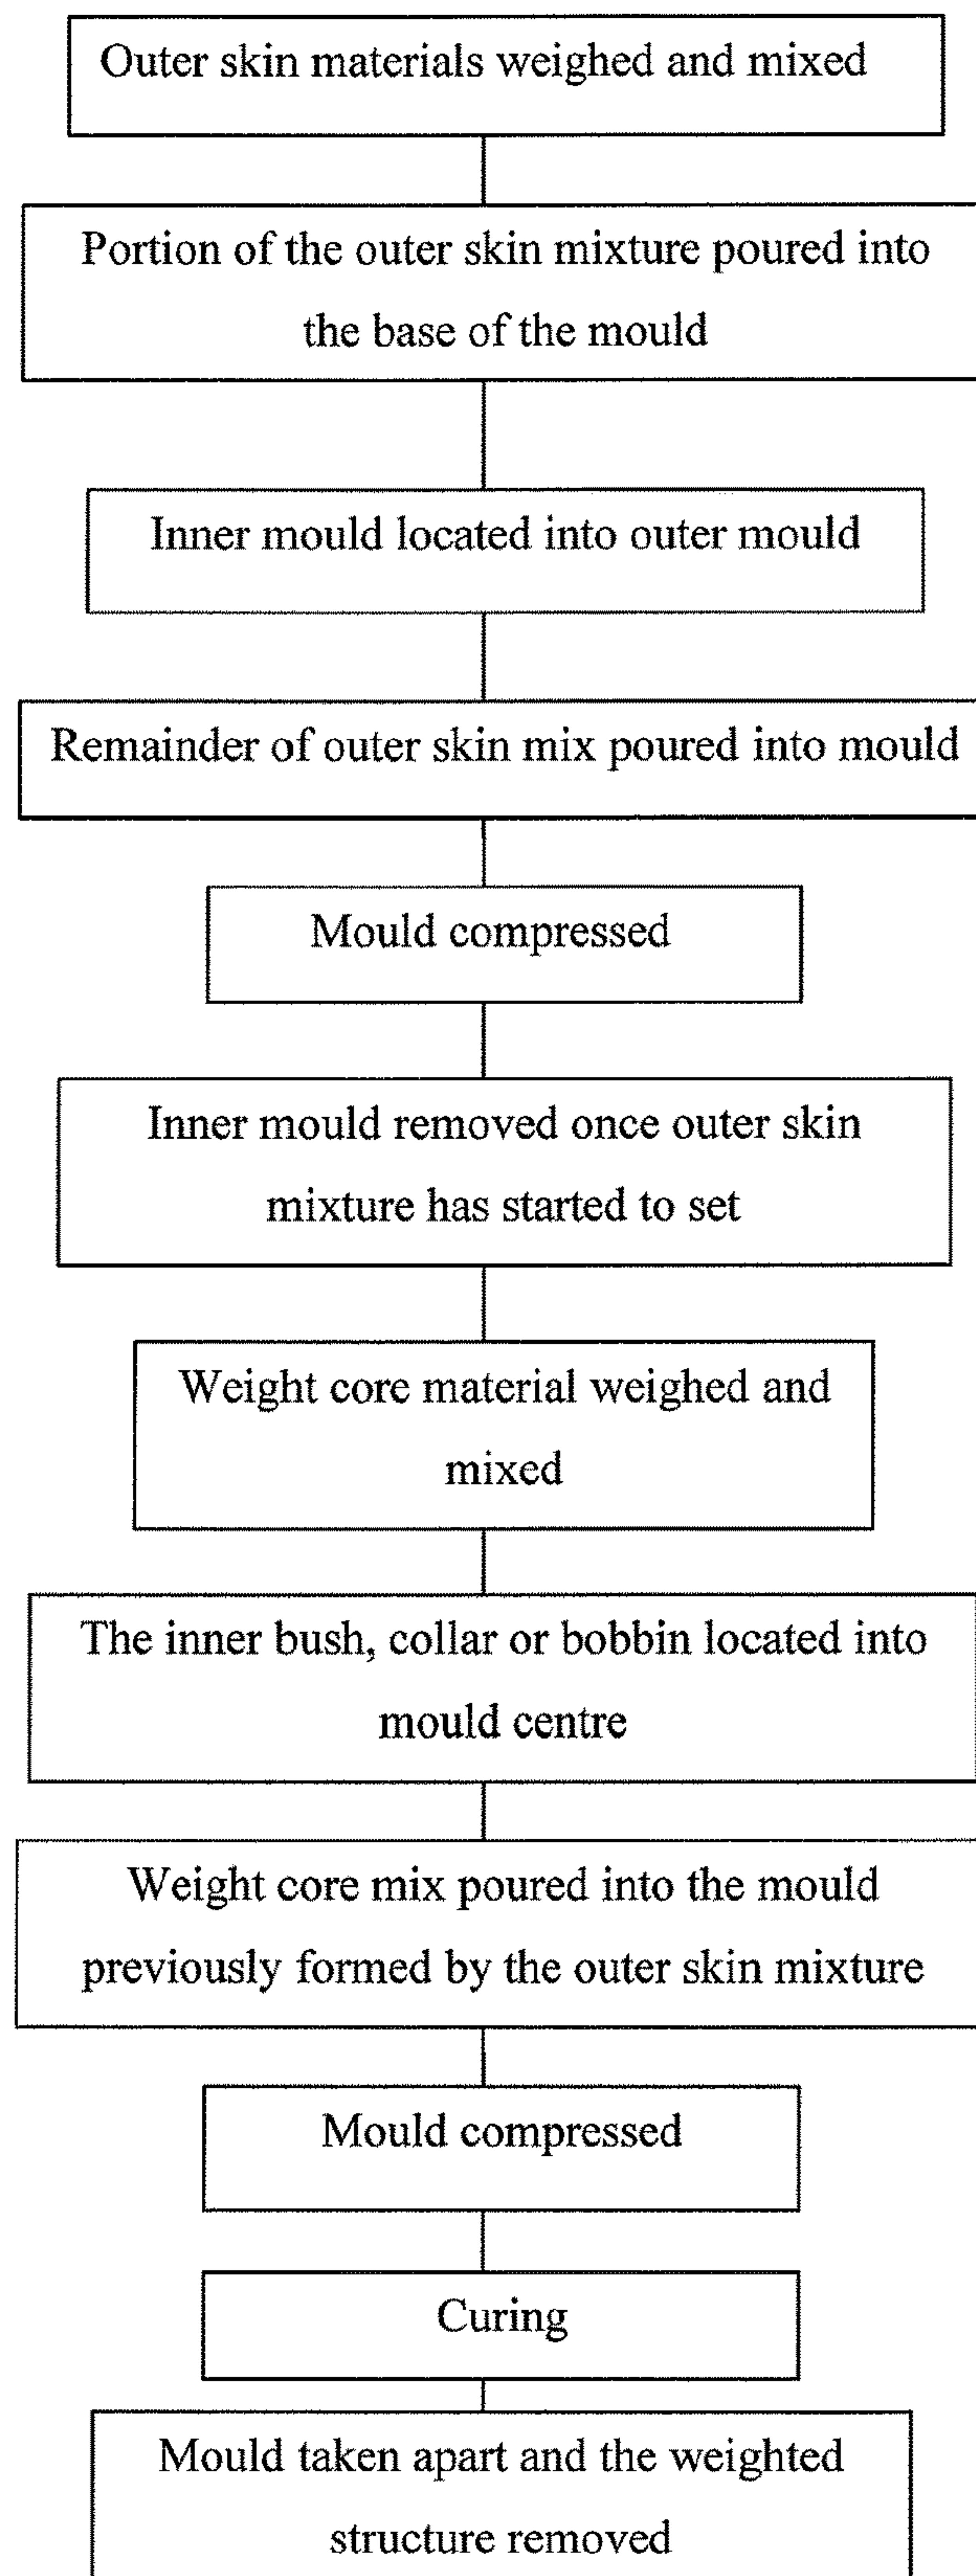 Outer skin materials weighed and mixed
Portion of the outer skin mixture poured into
the base of the mould
Inner mould located into outer mould
Remainder of outer skin mix poured into mould
Mould compressed
Inner mould removed once outer skin
mixture has started to set
Weight core material weighed and
mixed
The inner bush, collar or bobbin located into
mould centre
Weight core mix poured into the mould
previously formed by the outer skin mixture
Mould compressed
Curing
Mould taken apart and the weighted
structure removed